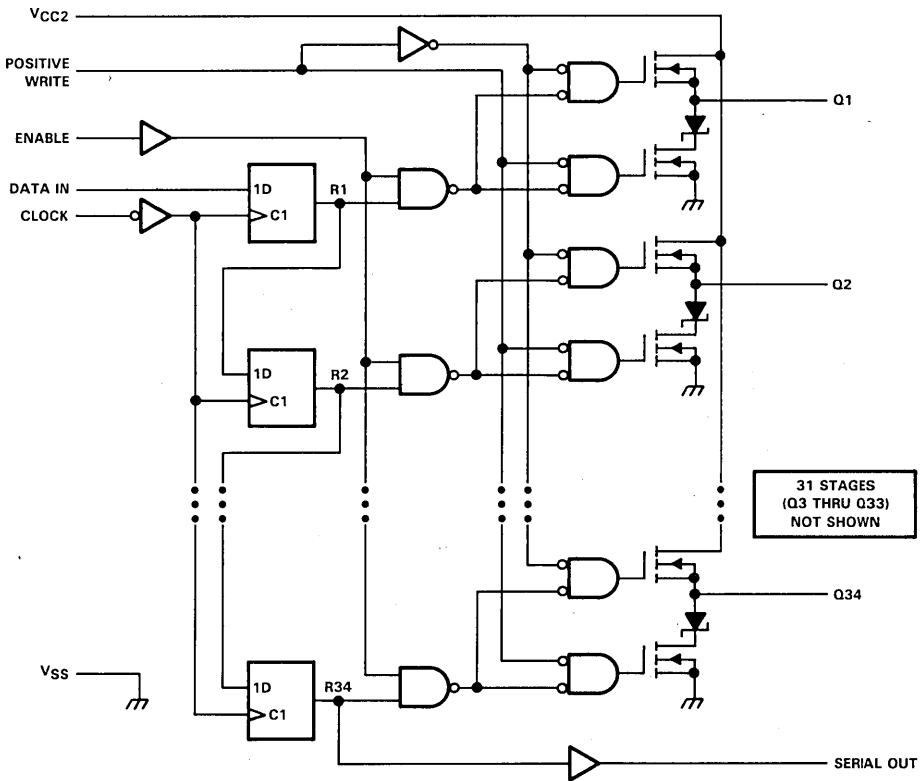 VCC2
POSITIVE
WRITE
Q1
ENABLE
DATA IN
1D
R1
CLOCK
C1
Q2
1D
R2
C1
31 STAGES
(Q3 THRU Q33)
NOT SHOWN
Q34
VSS
1D
R34
C1
SERIAL OUT